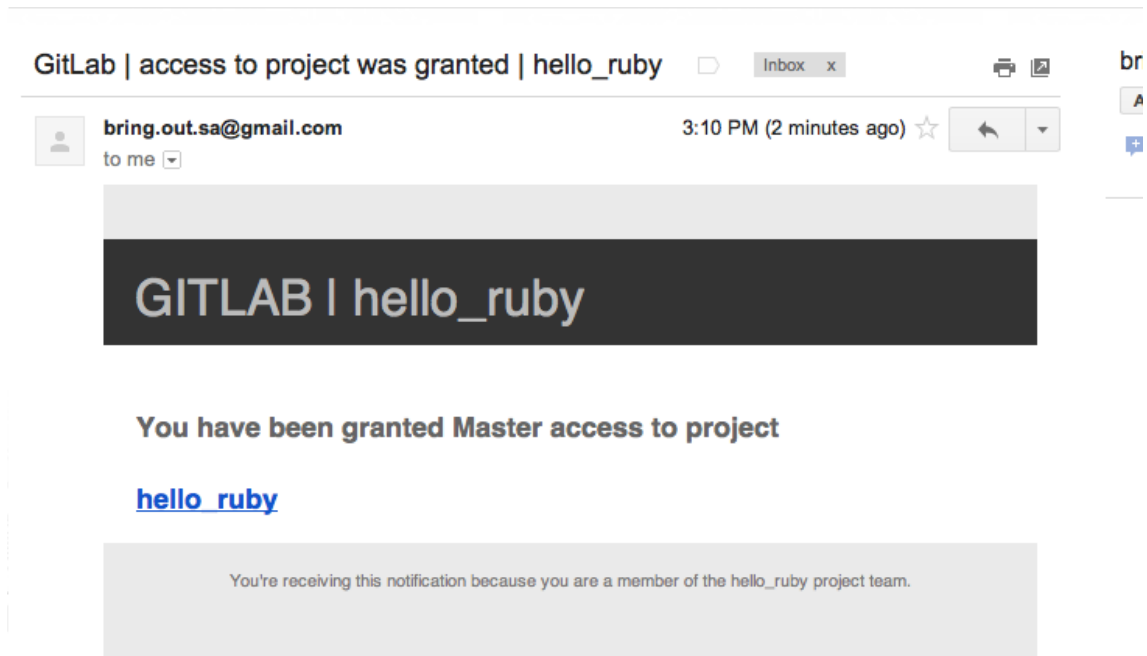 GitLab | access to project was granted | hello_ruby
Inbox x
br
A
bring.out.sa@gmail.com
3:10 PM (2 minutes ago)
to me
GITLAB | hello_ruby
You have been granted Master access to project
hello_ruby
You're receiving this notification because you are a member of the hello_ruby project team.